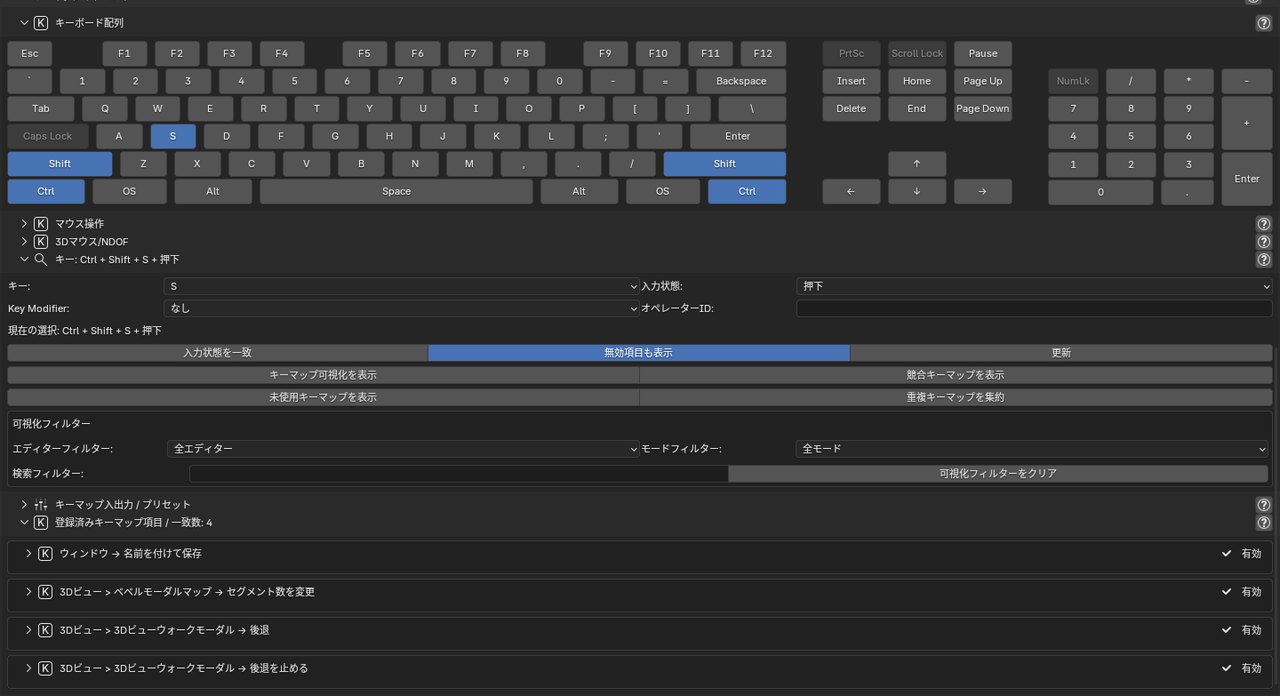 キーボード配列
Esc F1 F2 F3 F4 F5 F6 F7 F8 F9 F10 F11 F12 PrtSc Scroll Lock Pause
` 1 2 3 4 5 6 7 8 9 0 - = Backspace Insert Home Page Up NumLk / * -
Tab Q W E R T Y U I O P [ ] \ Delete End Page Down 7 8 9 +
Caps Lock A S D F G H J K L ; ' Enter 4 5 6
Shift Z X C V B N M , . / Shift ↑ 1 2 3 Enter
Ctrl OS Alt Space Alt OS Ctrl ← ↓ → 0 .
マウス操作
3Dマウス/NDOF
キー: Ctrl + Shift + S + 押下
キー: S 入力状態: 押下
Key Modifier: なし オペレーターID:
現在の選択: Ctrl + Shift + S + 押下
入力状態を一致 無効項目も表示 更新
キーマップ可視化を表示 競合キーマップを表示
未使用キーマップを表示 重複キーマップを集約
可視化フィルター
エディターフィルター: 全エディター モードフィルター: 全モード
検索フィルター: 可視化フィルターをクリア
キーマップ入出力 / プリセット
登録済みキーマップ項目 / 一致数: 4
ウィンドウ → 名前を付けて保存 有効
3Dビュー > ベベルモーダルマップ → セグメント数を変更 有効
3Dビュー > 3Dビューウォークモーダル → 後退 有効
3Dビュー > 3Dビューウォークモーダル → 後退を止める 有効